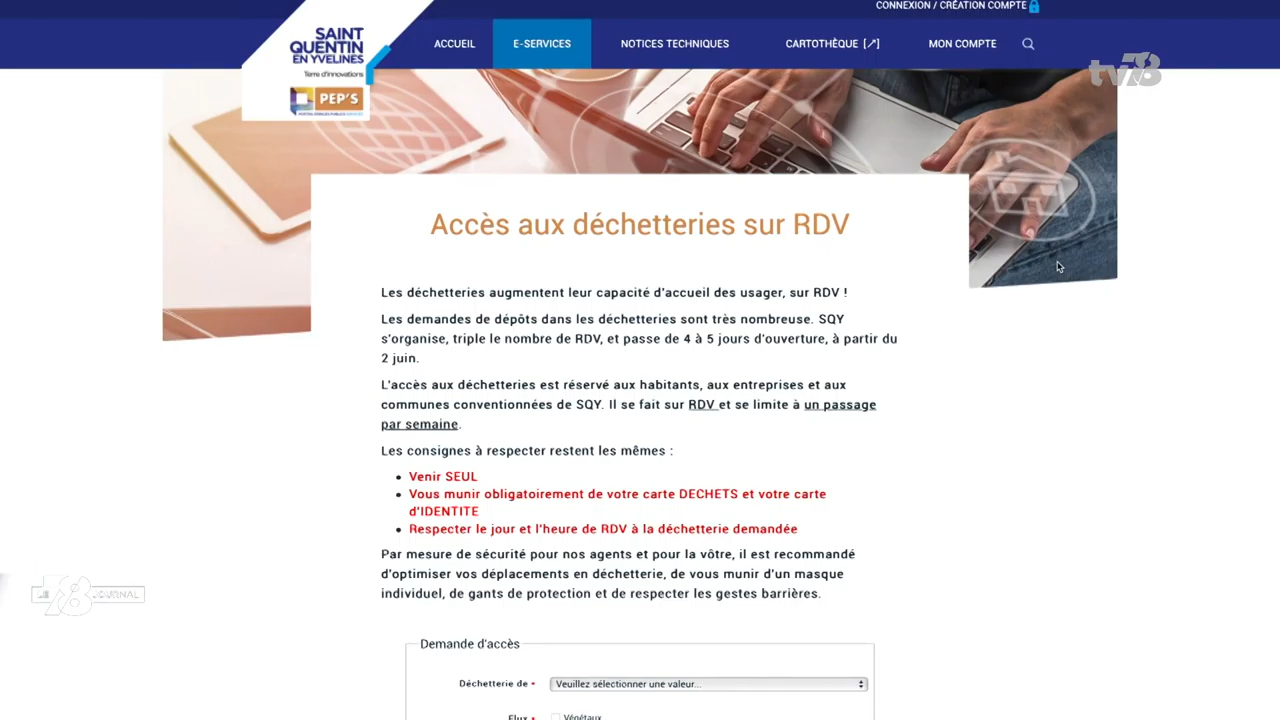 CONNEXION / CRÉATION COMPTE
SAINT
QUENTIN
EN YVELINES
Terre d'innovations
PEP'S
ACCUEIL
E-SERVICES
NOTICES TECHNIQUES
CARTOTHÈQUE
MON COMPTE
tv78
Accès aux déchetteries sur RDV
Les déchetteries augmentent leur capacité d'accueil des usager, sur RDV !
Les demandes de dépôts dans les déchetteries sont très nombreuse. SQY
s'organise, triple le nombre de RDV, et passe de 4 à 5 jours d'ouverture, à partir du
2 juin.
L'accès aux déchetteries est réservé aux habitants, aux entreprises et aux
communes conventionnées de SQY. Il se fait sur RDV et se limite à un passage
par semaine.
Les consignes à respecter restent les mêmes :
Venir SEUL
Vous munir obligatoirement de votre carte DECHETS et votre carte
d'IDENTITE
Respecter le jour et l'heure de RDV à la déchetterie demandée
Par mesure de sécurité pour nos agents et pour la vôtre, il est recommandé
d'optimiser vos déplacements en déchetterie, de vous munir d'un masque
individuel, de gants de protection et de respecter les gestes barrières.
LE 78 JOURNAL
Demande d'accès
Déchetterie de * Veuillez sélectionner une valeur...
Flux * Végétaux